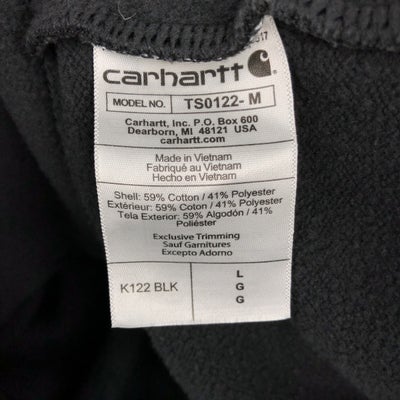 carhartt
MODEL NO. TS0122- M
Carhartt, Inc. P.O. Box 600
Dearborn, MI 48121 USA
carhartt.com
Made in Vietnam
Fabriqué au Vietnam
Hecho en Vietnam
Shell: 59% Cotton / 41% Polyester
Extérieur: 59% Coton / 41% Polyester
Tela Exterior: 59% Algodón / 41%
Poliéster
Exclusive Trimming
Sauf Garnitures
Excepto Adorno
K122 BLK
L
G
G